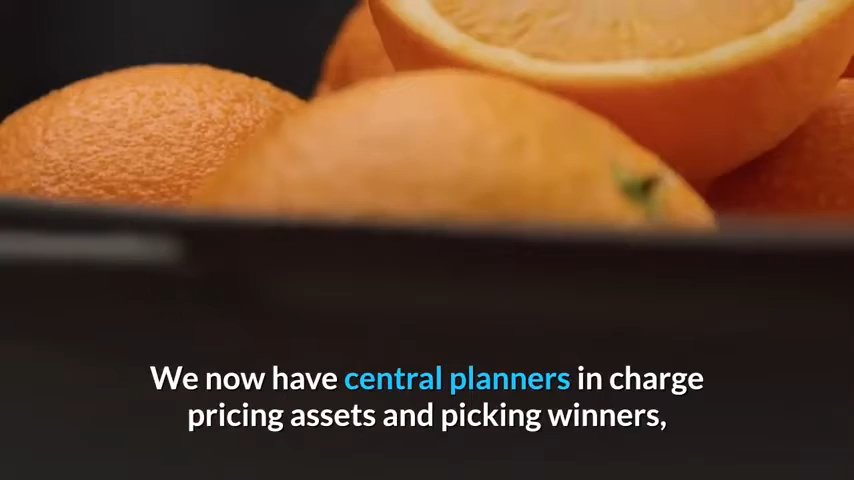 We now have central planners in charge
pricing assets and picking winners,